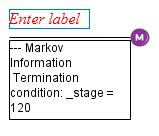 Enter label
M
--- Markov
Information
Termination
condition: _stage =
120